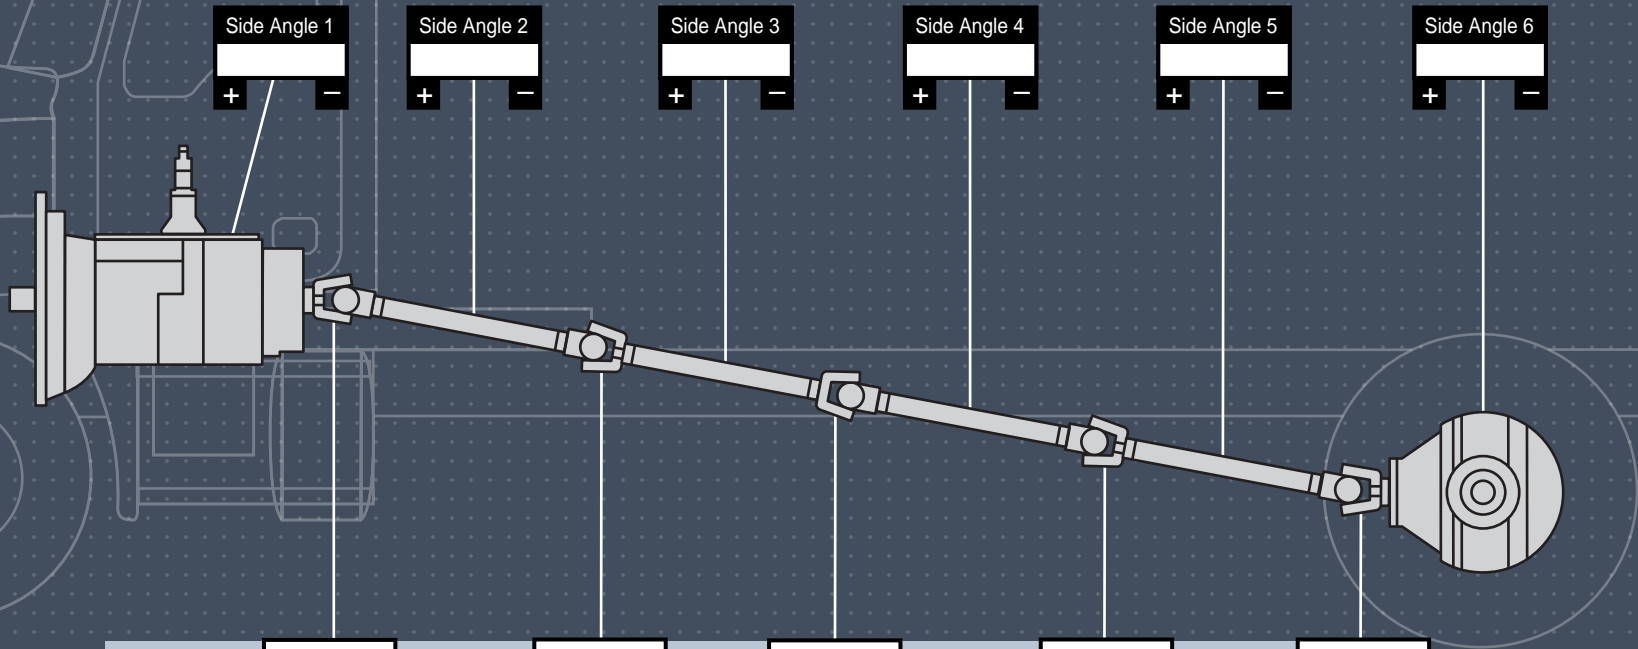 Side Angle 1
+ −
Side Angle 2
+ −
Side Angle 3
+ −
Side Angle 4
+ −
Side Angle 5
+ −
Side Angle 6
+ −